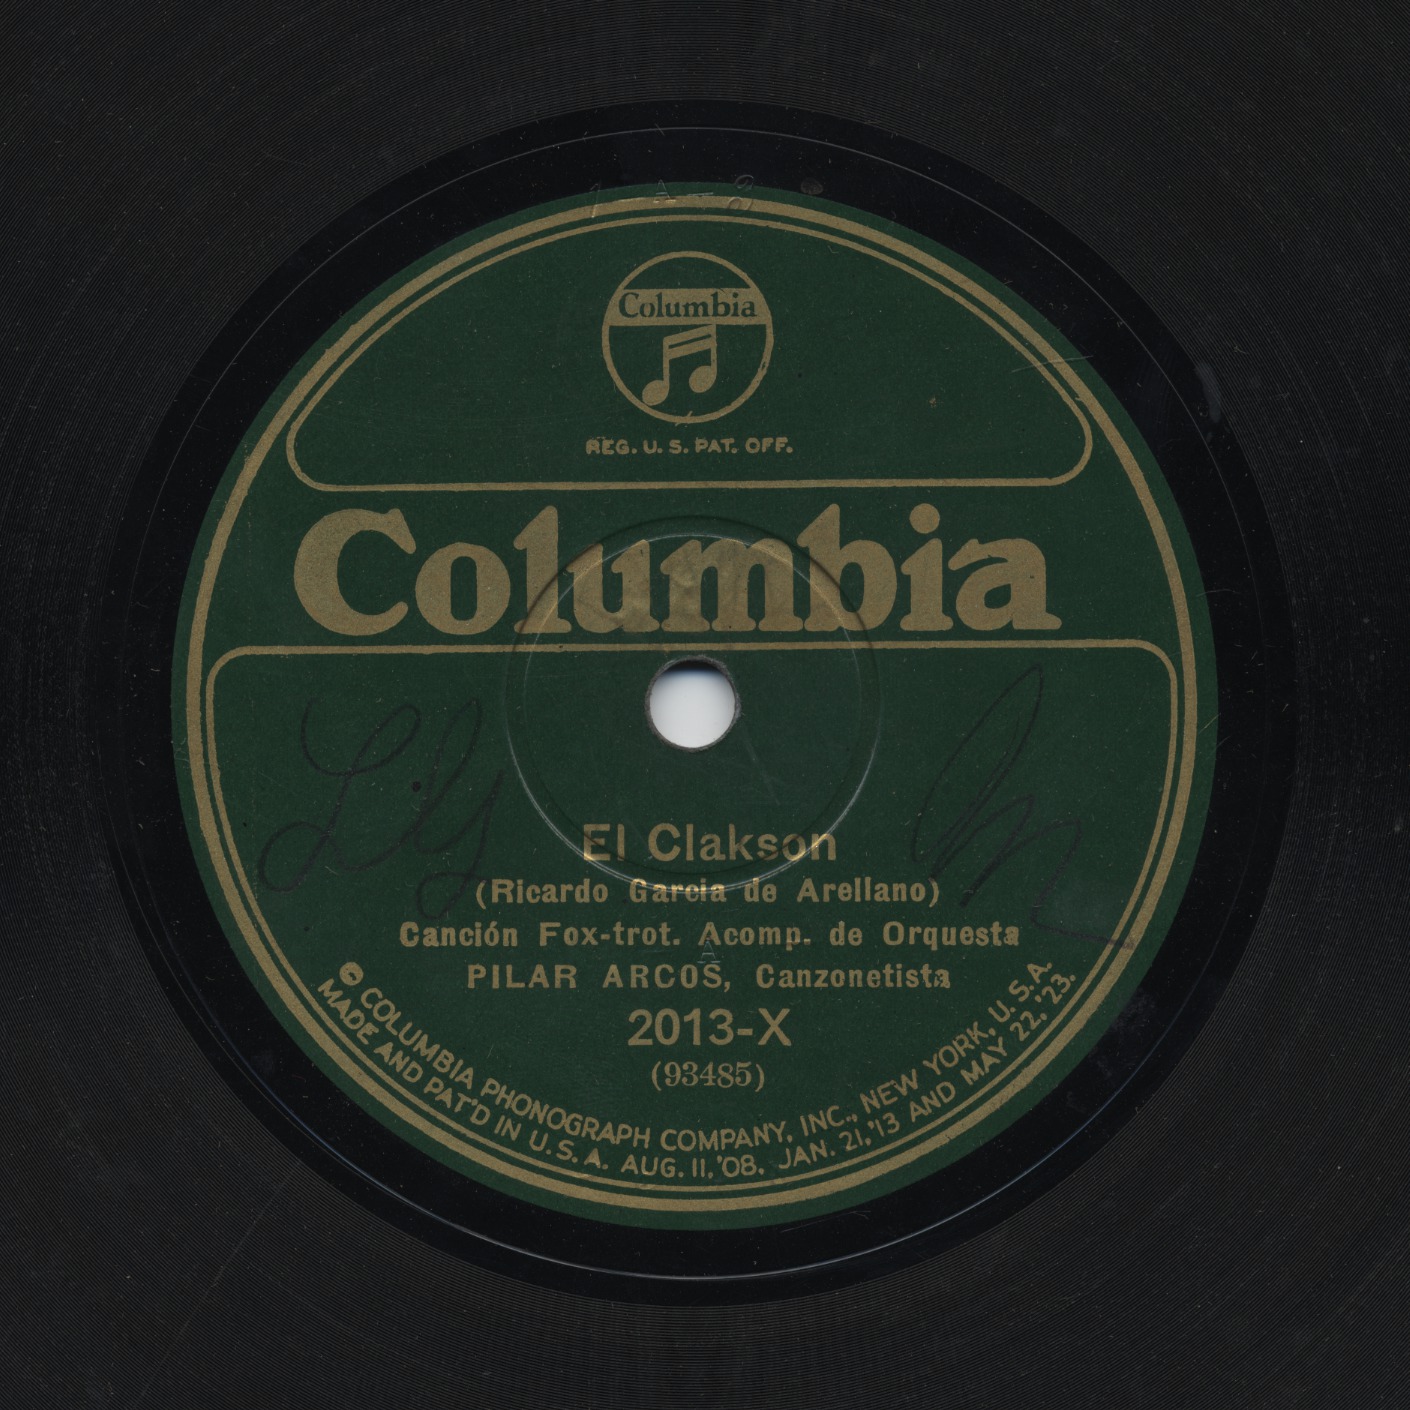 1-A-2
Columbia
REG. U. S. PAT. OFF.
Columbia
El Clakson
(Ricardo Garcia de Arellano)
Canción Fox-trot. Acomp. de Orquesta
A
PILAR ARCOS, Canzonetista
2013-X
(93485)
COLUMBIA PHONOGRAPH COMPANY, INC., NEW YORK, U. S. A.
MADE AND PAT'D IN U. S. A. AUG. 11, '08. JAN. 21, '13 AND MAY 22, '23.